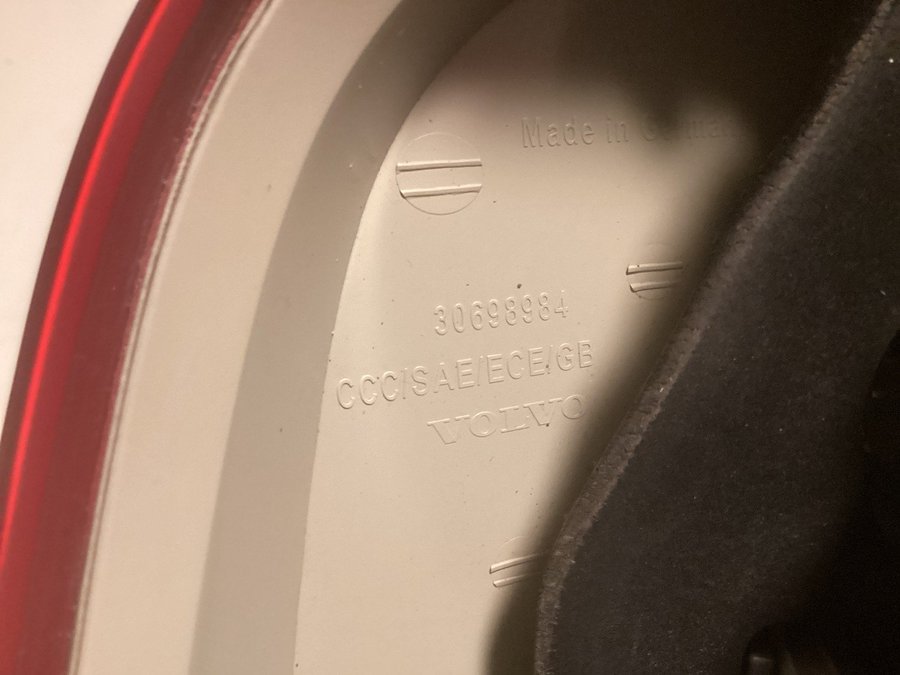 Made in
30698984
CCC/SAE/ECE/GB
VOLVO